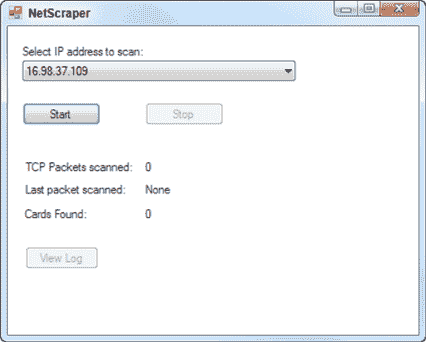 NetScraper
Select IP address to scan:
16.98.37.109
Start Stop
TCP Packets scanned: 0
Last packet scanned: None
Cards Found: 0
View Log